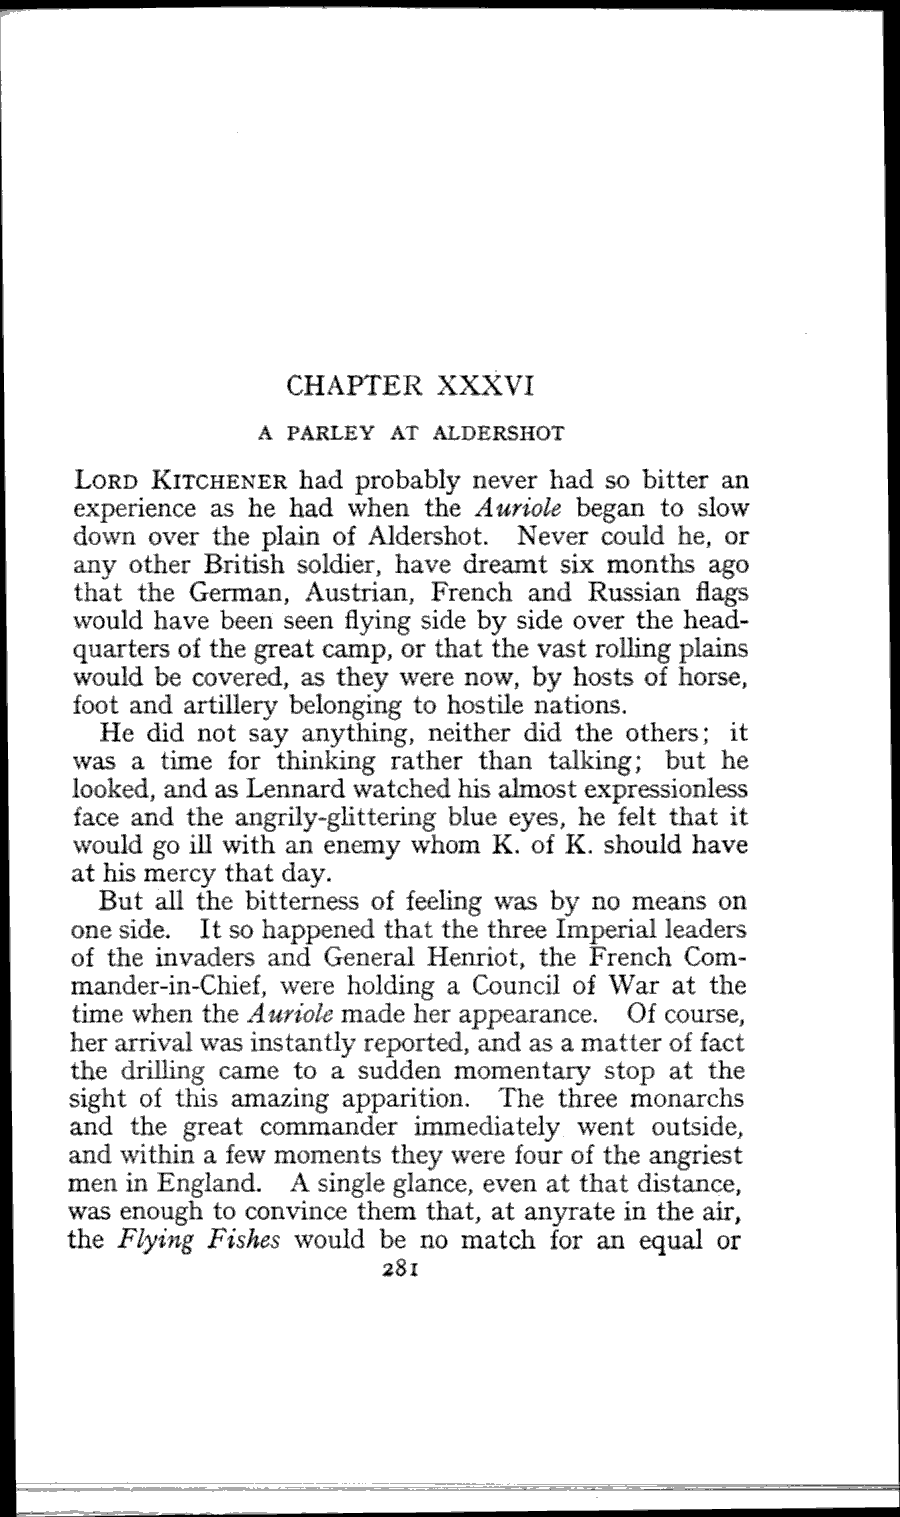 CHAPTER XXXVI
A PARLEY AT ALDERSHOT
LORD KITCHENER had probably never had so bitter an
experience as he had when the Auriole began to slow
down over the plain of Aldershot. Never could he, or
any other British soldier, have dreamt six months ago
that the German, Austrian, French and Russian flags
would have been seen flying side by side over the head-
quarters of the great camp, or that the vast rolling plains
would be covered, as they were now, by hosts of horse,
foot and artillery belonging to hostile nations.
He did not say anything, neither did the others; it
was a time for thinking rather than talking; but he
looked, and as Lennard watched his almost expressionless
face and the angrily-glittering blue eyes, he felt that it
would go ill with an enemy whom K. of K. should have
at his mercy that day.
But all the bitterness of feeling was by no means on
one side. It so happened that the three Imperial leaders
of the invaders and General Henriot, the French Com-
mander-in-Chief, were holding a Council of War at the
time when the Auriole made her appearance. Of course,
her arrival was instantly reported, and as a matter of fact
the drilling came to a sudden momentary stop at the
sight of this amazing apparition. The three monarchs
and the great commander immediately went outside,
and within a few moments they were four of the angriest
men in England. A single glance, even at that distance,
was enough to convince them that, at anyrate in the air,
the Flying Fishes would be no match for an equal or
281